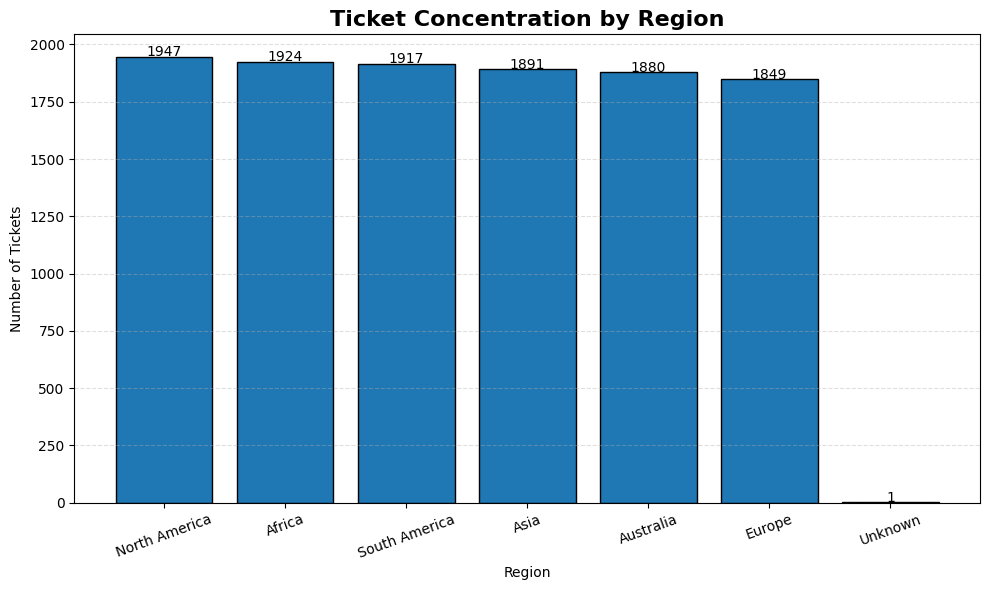 Ticket Concentration by Region
Number of Tickets
2000
1750
1500
1250
1000
750
500
250
0
1947
1924
1917
1891
1880
1849
1
North America
Africa
South America
Asia
Australia
Europe
Unknown
Region